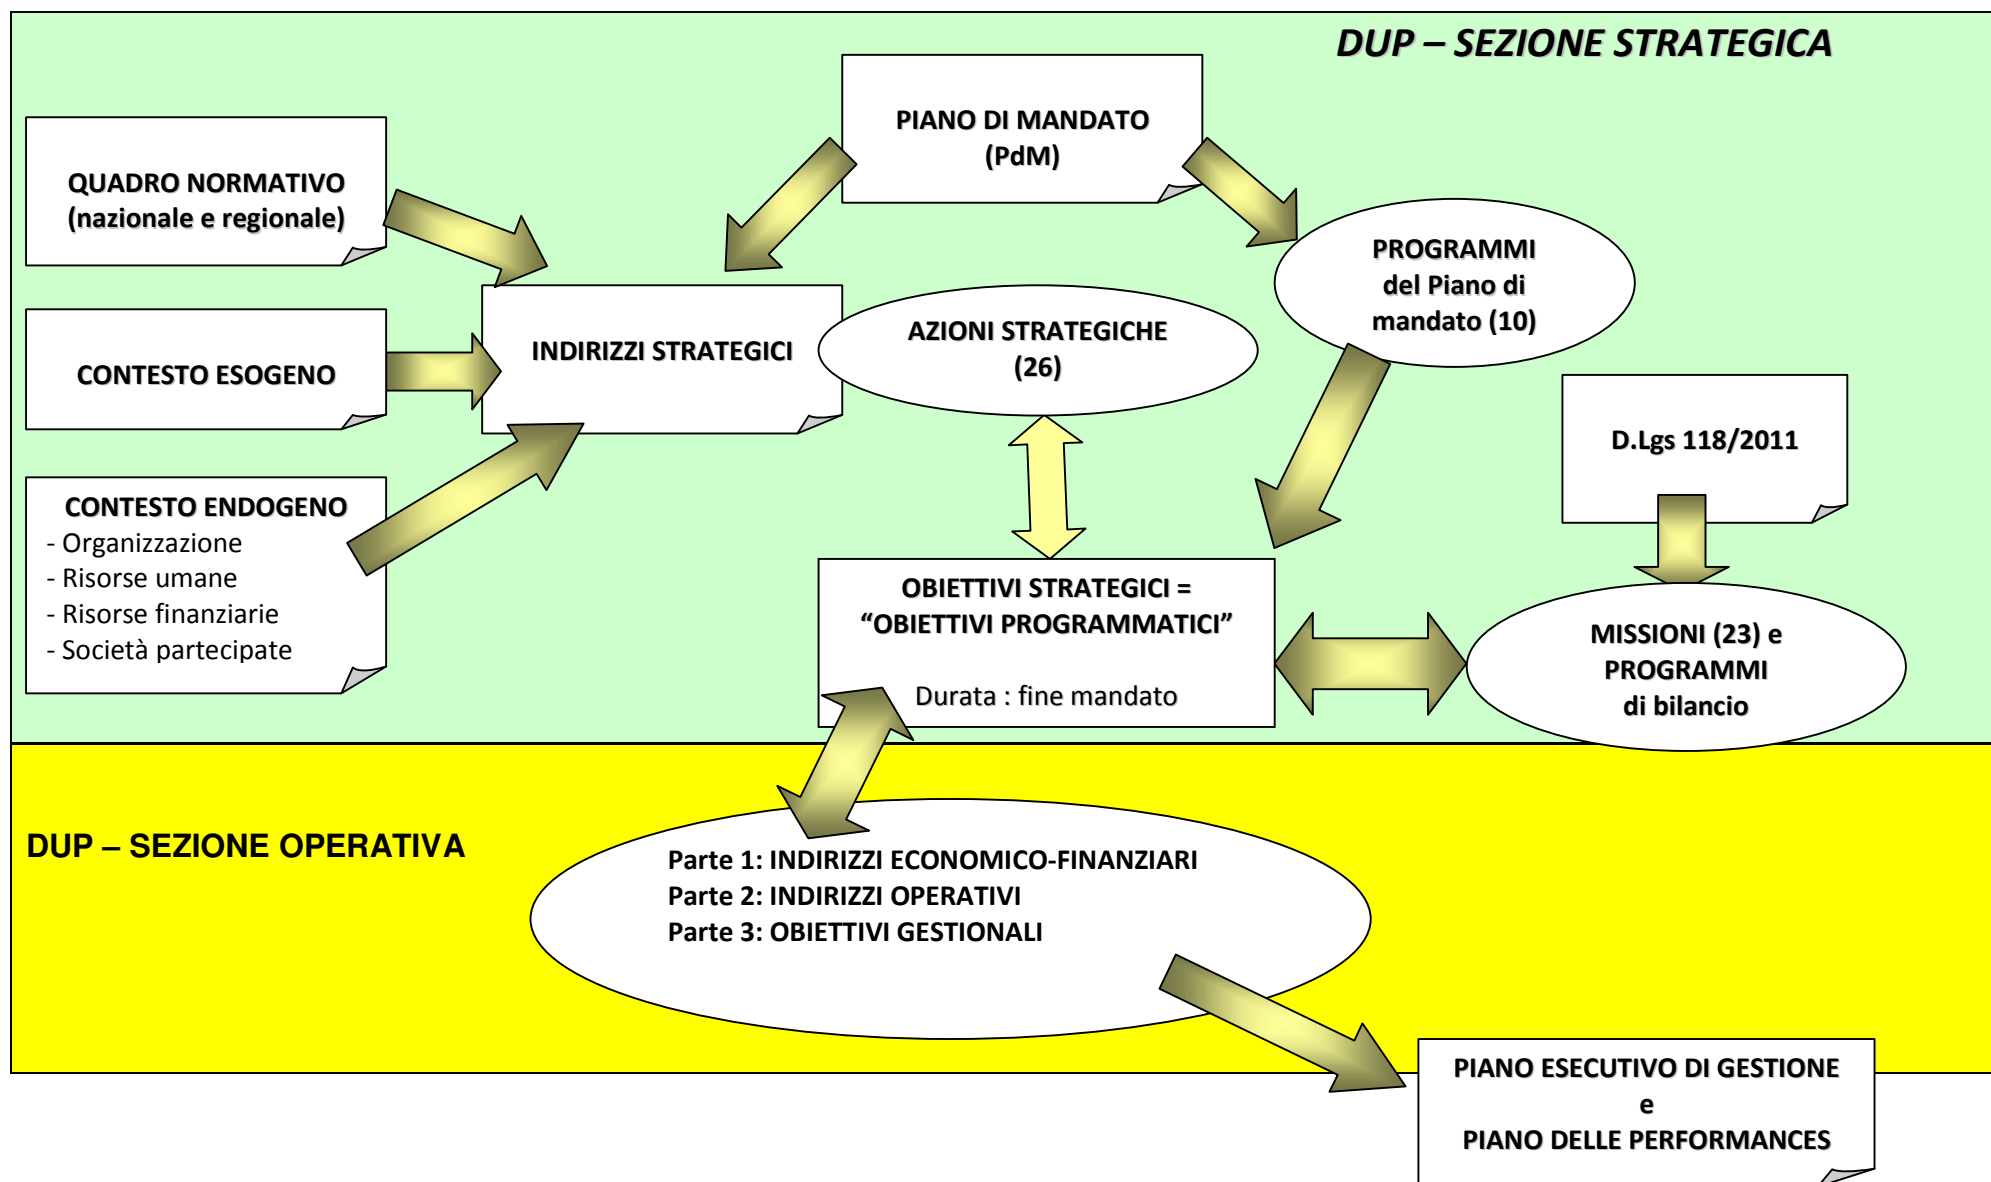 DUP – SEZIONE STRATEGICA
PIANO DI MANDATO
(PdM)
QUADRO NORMATIVO
(nazionale e regionale)
PROGRAMMI
del Piano di
mandato (10)
INDIRIZZI STRATEGICI
AZIONI STRATEGICHE
(26)
CONTESTO ESOGENO
D.Lgs 118/2011
CONTESTO ENDOGENO
- Organizzazione
- Risorse umane
- Risorse finanziarie
- Società partecipate
OBIETTIVI STRATEGICI =
“OBIETTIVI PROGRAMMATICI”
Durata : fine mandato
MISSIONI (23) e
PROGRAMMI
di bilancio
DUP – SEZIONE OPERATIVA
Parte 1: INDIRIZZI ECONOMICO-FINANZIARI
Parte 2: INDIRIZZI OPERATIVI
Parte 3: OBIETTIVI GESTIONALI
PIANO ESECUTIVO DI GESTIONE
e
PIANO DELLE PERFORMANCES